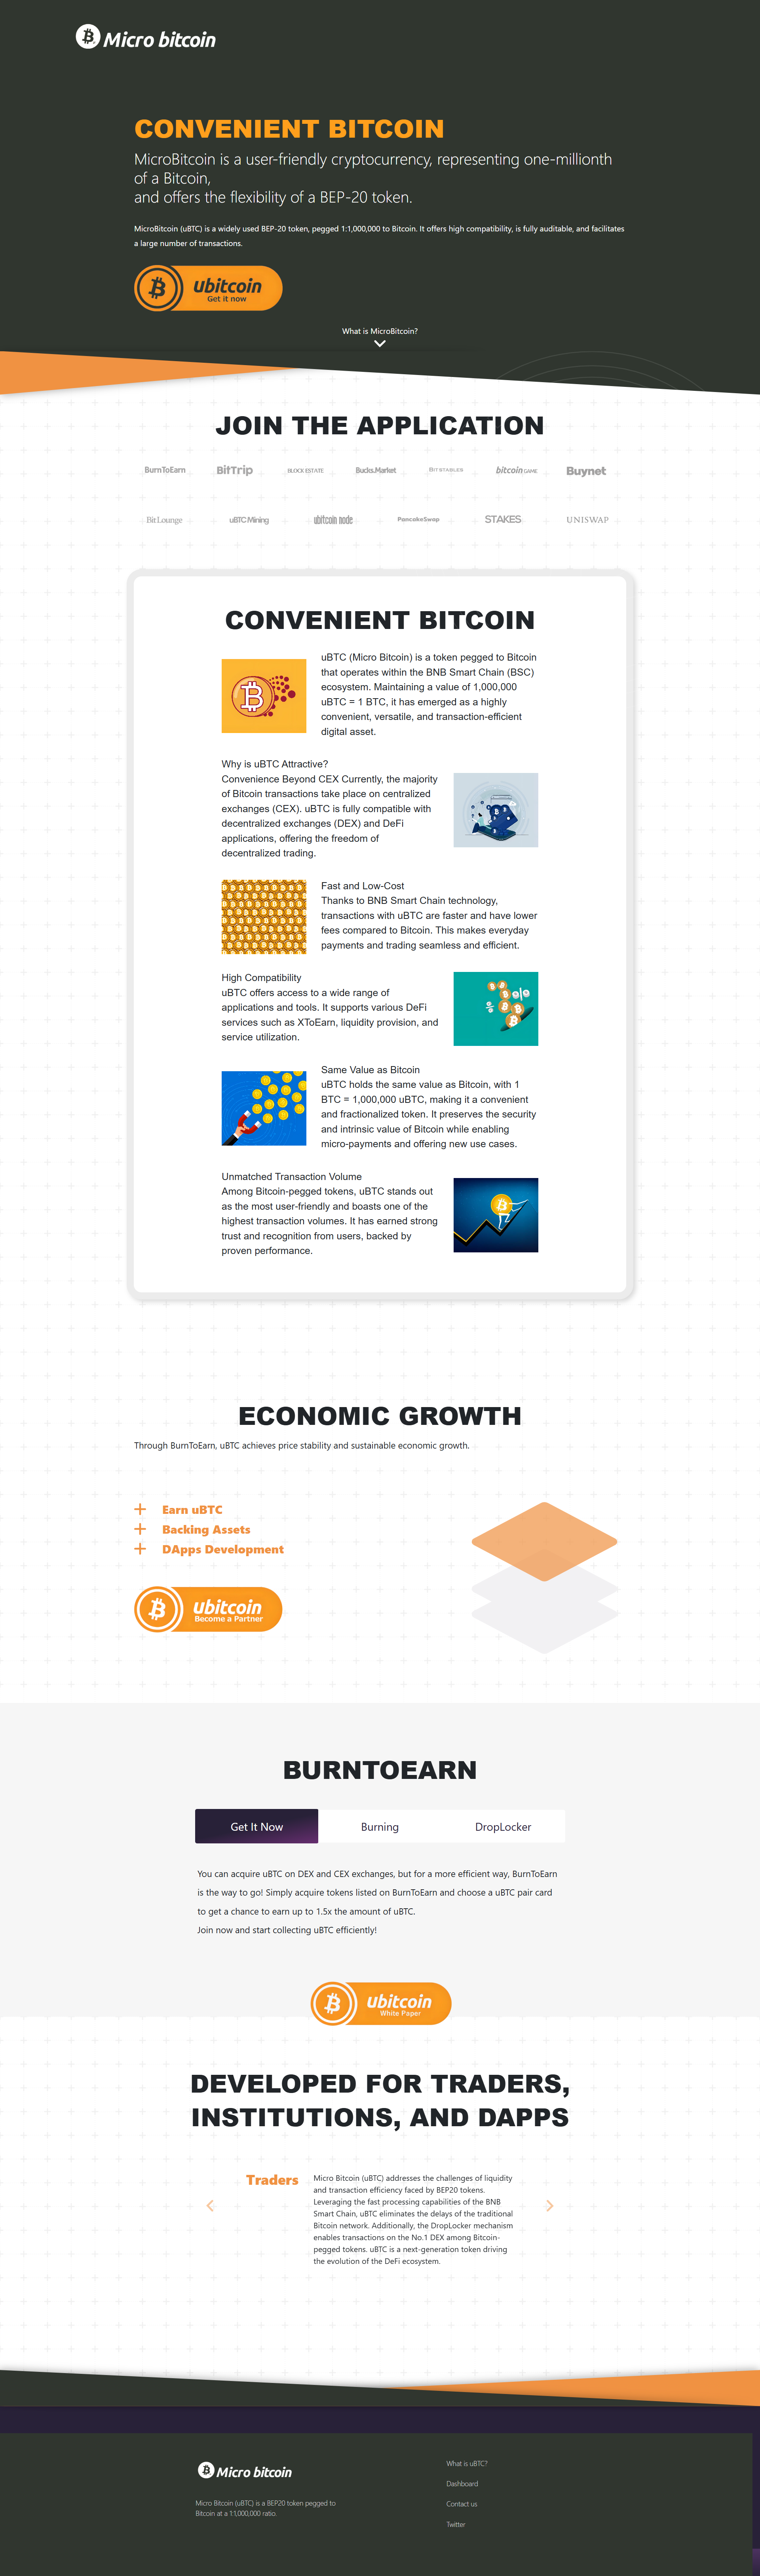 Micro bitcoin
CONVENIENT BITCOIN
MicroBitcoin is a user-friendly cryptocurrency, representing one-millionth
of a Bitcoin,
and offers the flexibility of a BEP-20 token.
MicroBitcoin (uBTC) is a widely used BEP-20 token, pegged 1:1,000,000 to Bitcoin. It offers high compatibility, is fully auditable, and facilitates
a large number of transactions.
ubitcoin
Get it now
What is MicroBitcoin?
JOIN THE APPLICATION
BurnToEarn BitTrip BLOCK ESTATE Bucks.Market BITSTABLES bitcoin GAME Buynet
BitLounge uBTC Mining ubitcoin node PancakeSwap STAKES UNISWAP
CONVENIENT BITCOIN
uBTC (Micro Bitcoin) is a token pegged to Bitcoin
that operates within the BNB Smart Chain (BSC)
ecosystem. Maintaining a value of 1,000,000
uBTC = 1 BTC, it has emerged as a highly
convenient, versatile, and transaction-efficient
digital asset.
Why is uBTC Attractive?
Convenience Beyond CEX Currently, the majority
of Bitcoin transactions take place on centralized
exchanges (CEX). uBTC is fully compatible with
decentralized exchanges (DEX) and DeFi
applications, offering the freedom of
decentralized trading.
Fast and Low-Cost
Thanks to BNB Smart Chain technology,
transactions with uBTC are faster and have lower
fees compared to Bitcoin. This makes everyday
payments and trading seamless and efficient.
High Compatibility
uBTC offers access to a wide range of
applications and tools. It supports various DeFi
services such as XToEarn, liquidity provision, and
service utilization.
Same Value as Bitcoin
uBTC holds the same value as Bitcoin, with 1
BTC = 1,000,000 uBTC, making it a convenient
and fractionalized token. It preserves the security
and intrinsic value of Bitcoin while enabling
micro-payments and offering new use cases.
Unmatched Transaction Volume
Among Bitcoin-pegged tokens, uBTC stands out
as the most user-friendly and boasts one of the
highest transaction volumes. It has earned strong
trust and recognition from users, backed by
proven performance.
ECONOMIC GROWTH
Through BurnToEarn, uBTC achieves price stability and sustainable economic growth.
Earn uBTC
Backing Assets
DApps Development
ubitcoin
Become a Partner
BURNTOEARN
Get It Now Burning DropLocker
You can acquire uBTC on DEX and CEX exchanges, but for a more efficient way, BurnToEarn
is the way to go! Simply acquire tokens listed on BurnToEarn and choose a uBTC pair card
to get a chance to earn up to 1.5x the amount of uBTC.
Join now and start collecting uBTC efficiently!
ubitcoin
White Paper
DEVELOPED FOR TRADERS,
INSTITUTIONS, AND DAPPS
Traders
Micro Bitcoin (uBTC) addresses the challenges of liquidity
and transaction efficiency faced by BEP20 tokens.
Leveraging the fast processing capabilities of the BNB
Smart Chain, uBTC eliminates the delays of the traditional
Bitcoin network. Additionally, the DropLocker mechanism
enables transactions on the No.1 DEX among Bitcoin-
pegged tokens. uBTC is a next-generation token driving
the evolution of the DeFi ecosystem.
Micro bitcoin
Micro Bitcoin (uBTC) is a BEP20 token pegged to
Bitcoin at a 1:1,000,000 ratio.
What is uBTC?
Dashboard
Contact us
Twitter